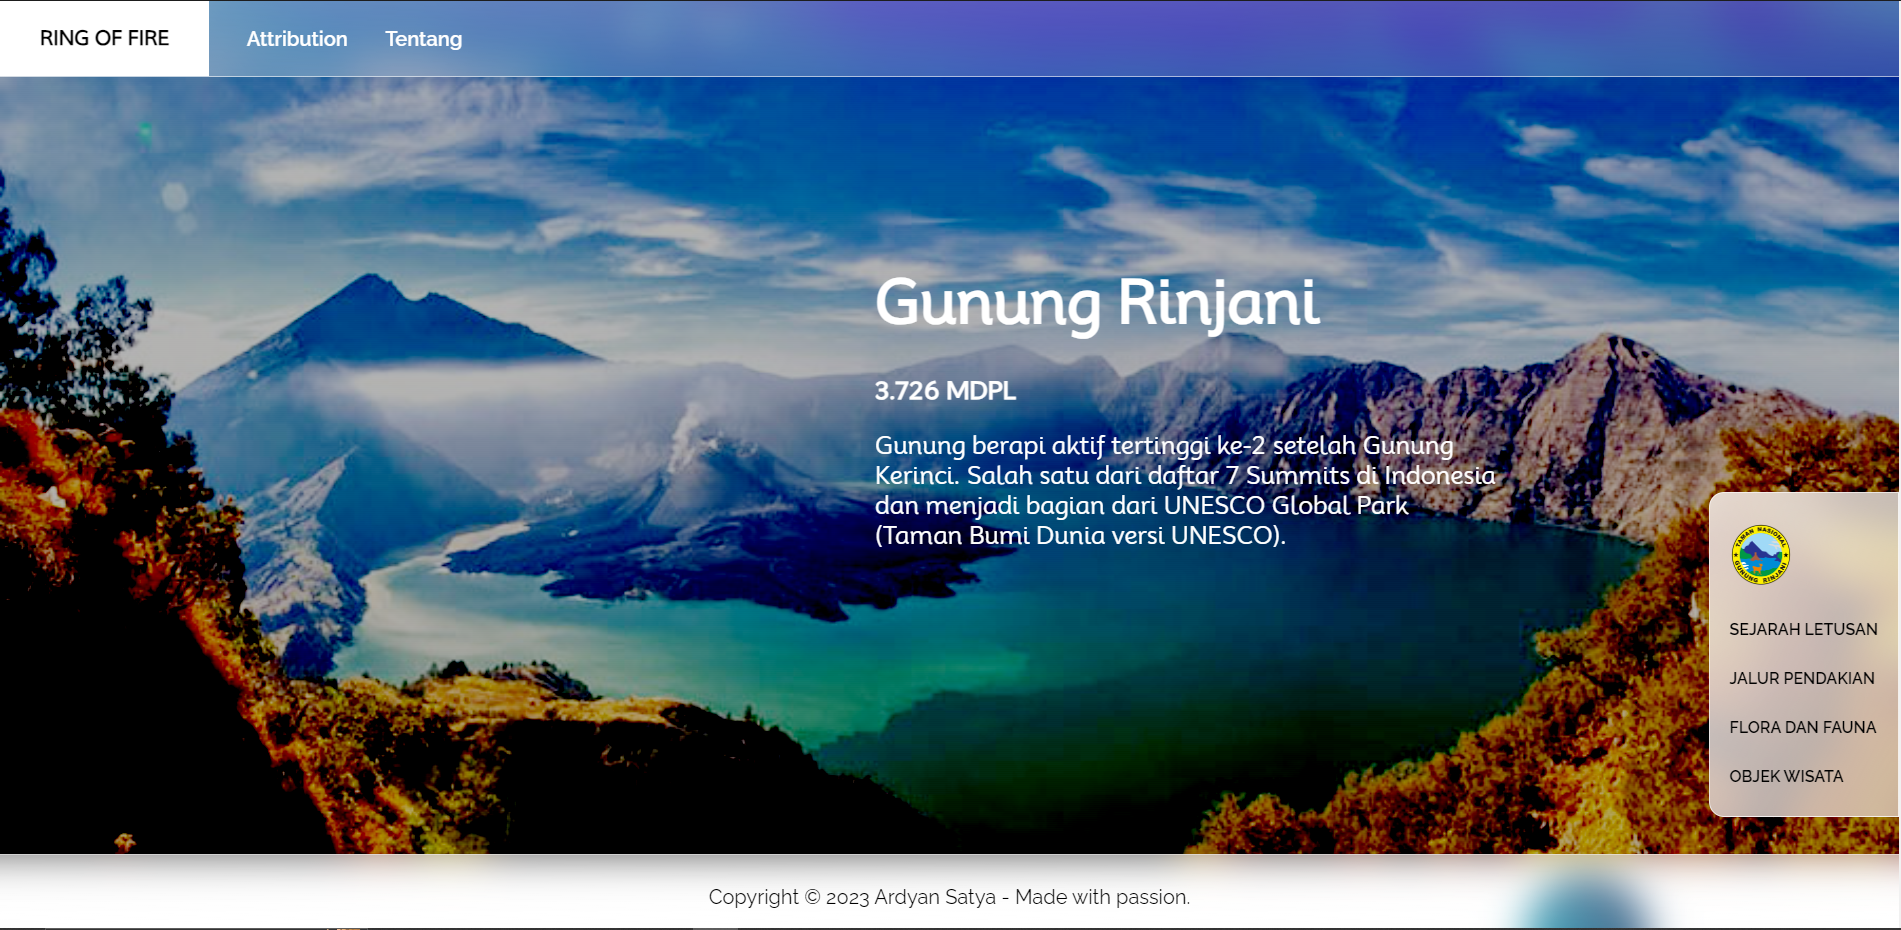 RING OF FIRE
Attribution
Tentang
Gunung Rinjani
3.726 MDPL
Gunung berapi aktif tertinggi ke-2 setelah Gunung
Kerinci. Salah satu dari daftar 7 Summits di Indonesia
dan menjadi bagian dari UNESCO Global Park
(Taman Bumi Dunia versi UNESCO).
TAMAN NASIONAL
GUNUNG RINJANI
SEJARAH LETUSAN
JALUR PENDAKIAN
FLORA DAN FAUNA
OBJEK WISATA
Copyright © 2023 Ardyan Satya - Made with passion.